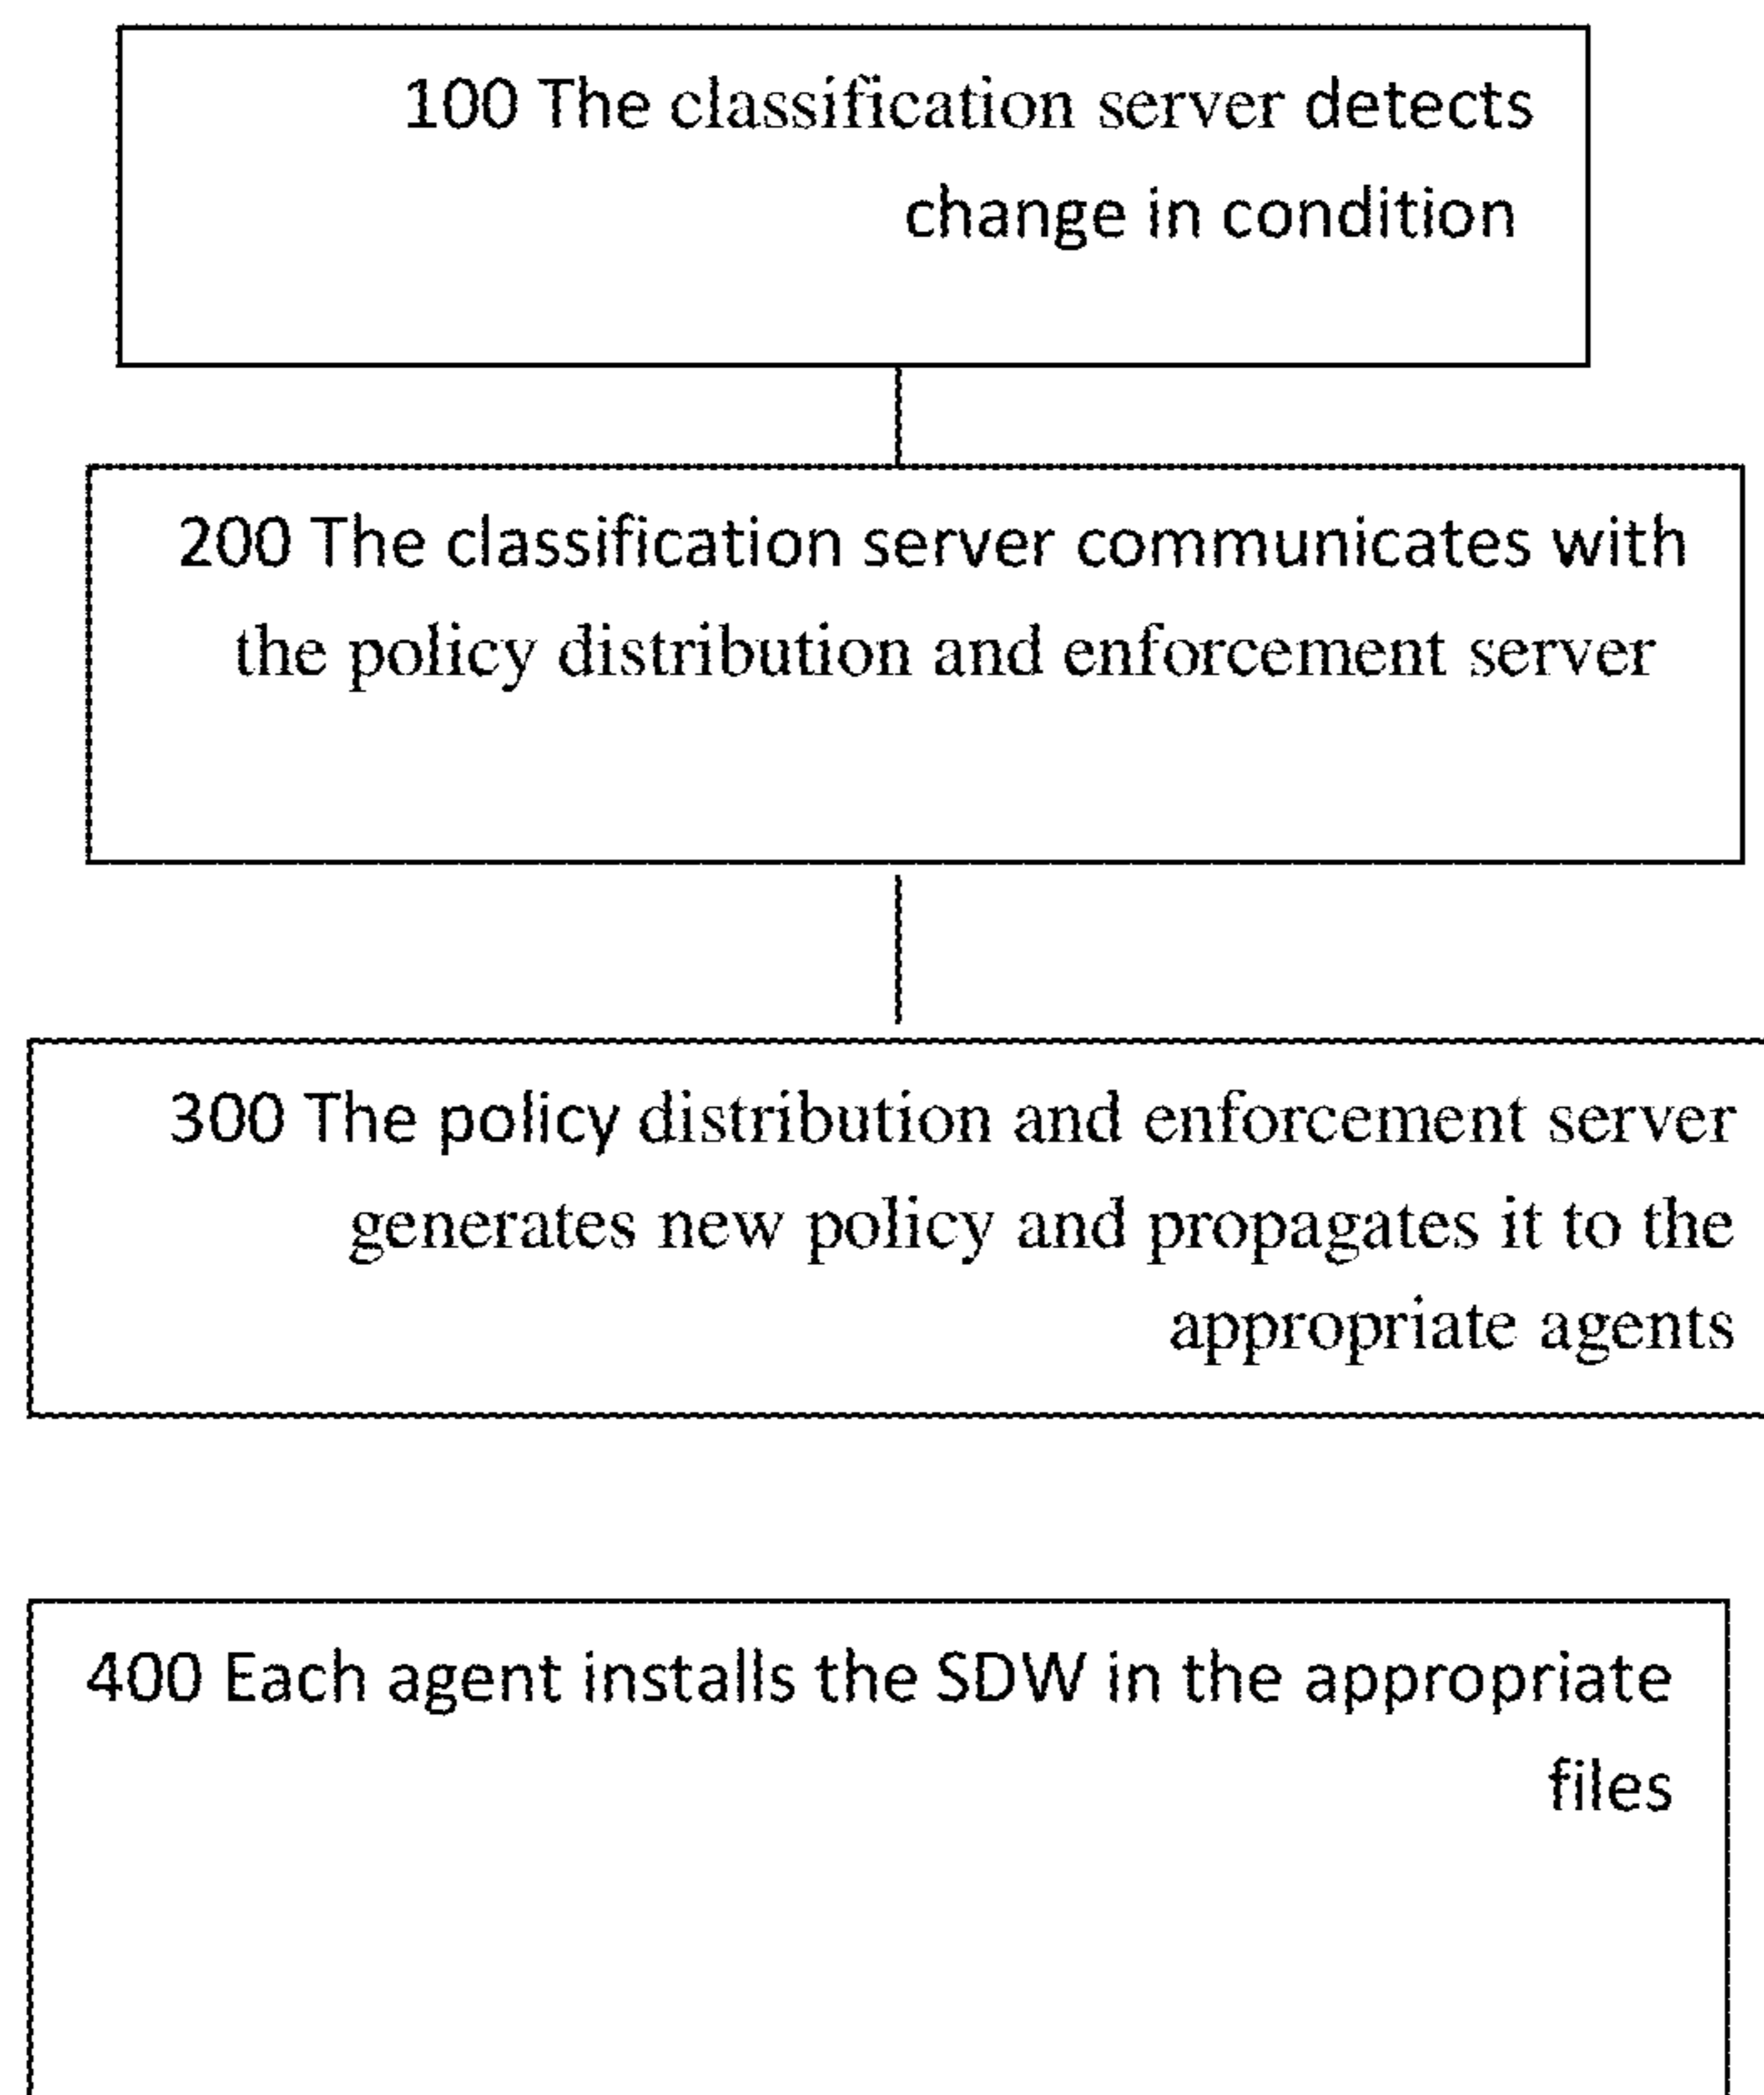 100 The classification server detects
change in condition
200 The classification server communicates with
the policy distribution and enforcement server
300 The policy distribution and enforcement server
generates new policy and propagates it to the
appropriate agents
400 Each agent installs the SDW in the appropriate
files